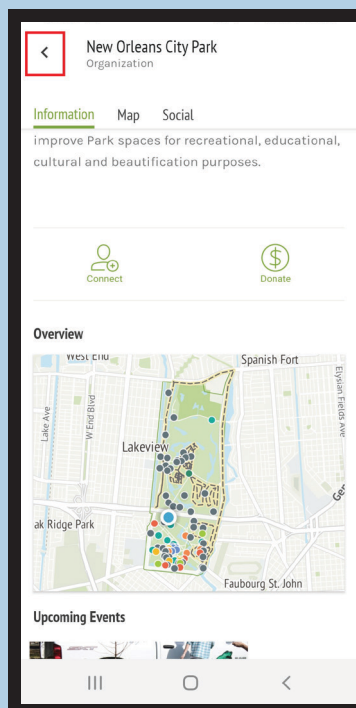 New Orleans City Park
Organization
Information Map Social
improve Park spaces for recreational, educational,
cultural and beautification purposes.
Connect Donate
Overview
West End
Spanish Fort
Lake Ave
W End Blvd
Elysian Fields Ave
Lakeview
Ge
ak Ridge Park
Faubourg St. John
Upcoming Events